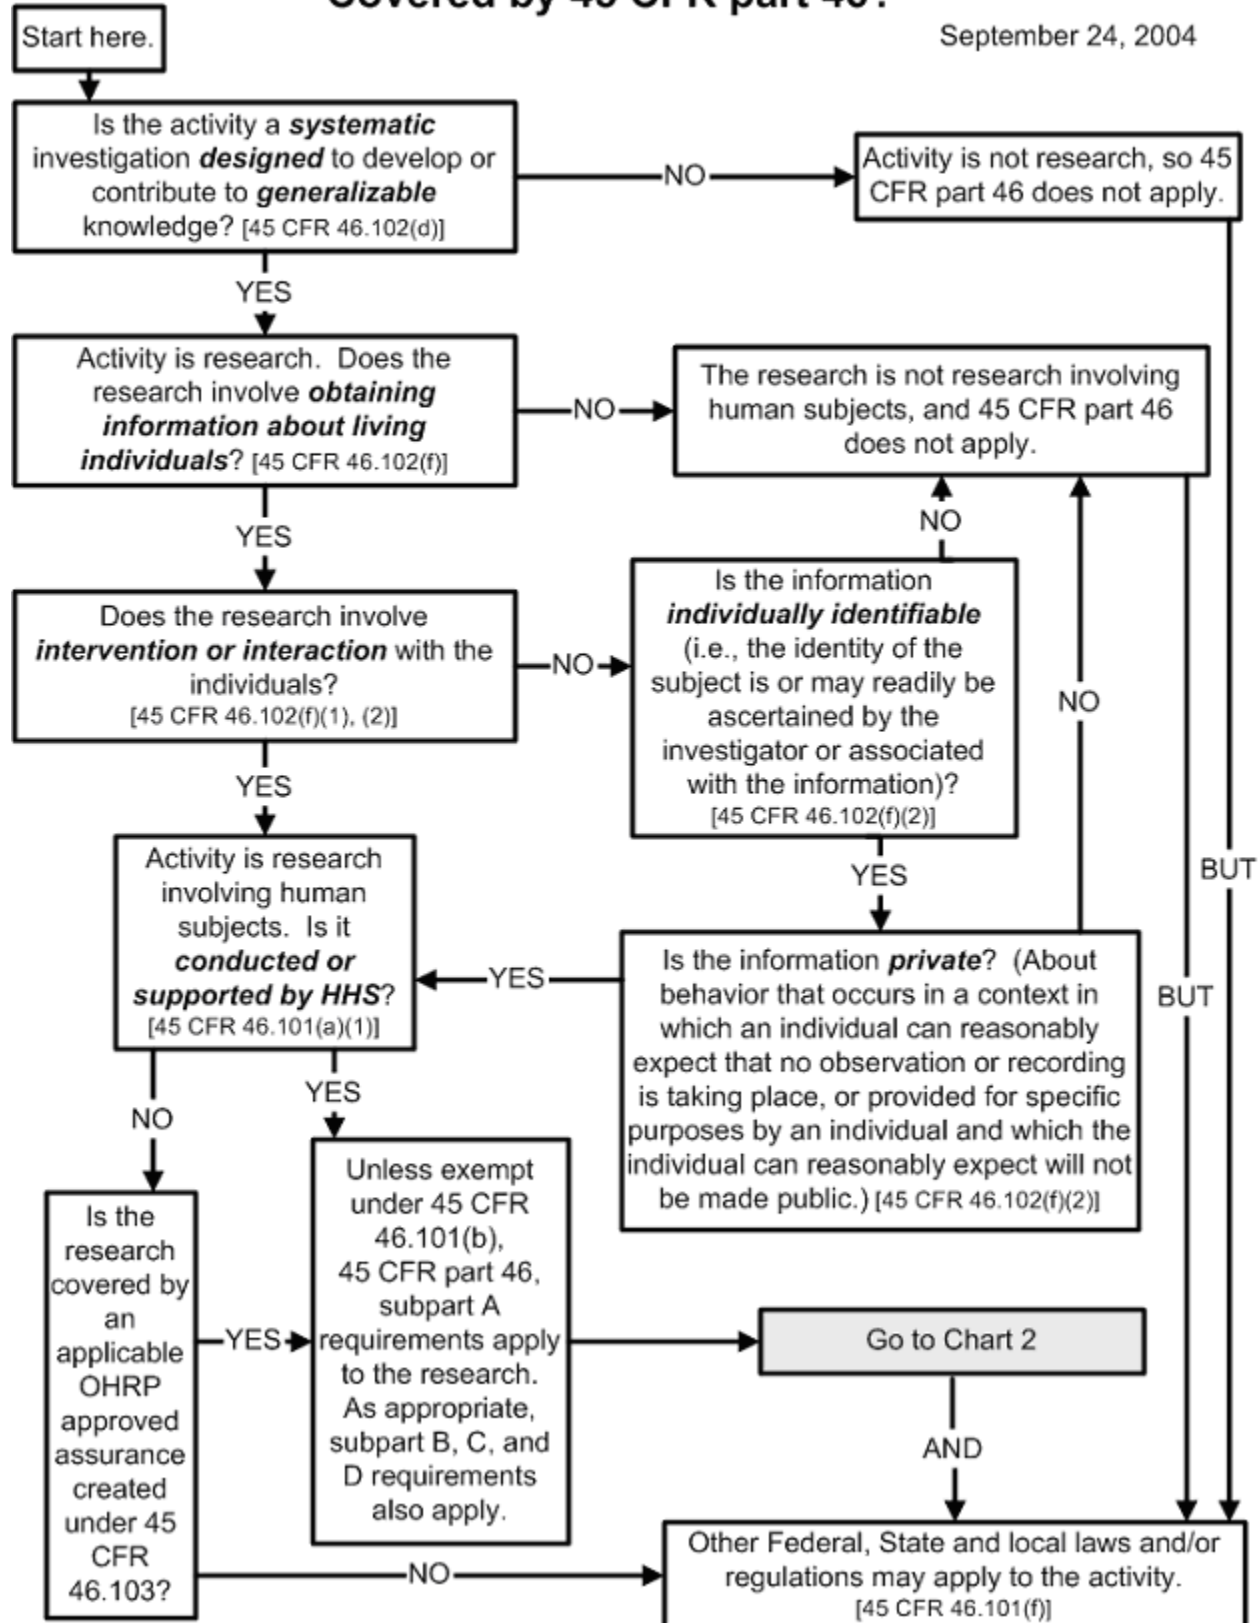 Covered by 45 CFR part 46?
Start here.
September 24, 2004
Is the activity a systematic
investigation designed to develop or
contribute to generalizable
knowledge? [45 CFR 46.102(d)]
NO
Activity is not research, so 45
CFR part 46 does not apply.
YES
Activity is research. Does the
research involve obtaining
information about living
individuals? [45 CFR 46.102(f)]
NO
The research is not research involving
human subjects, and 45 CFR part 46
does not apply.
YES
NO
Does the research involve
intervention or interaction with the
individuals?
[45 CFR 46.102(f)(1), (2)]
NO
Is the information
individually identifiable
(i.e., the identity of the
subject is or may readily be
ascertained by the
investigator or associated
with the information)?
[45 CFR 46.102(f)(2)]
NO
YES
YES
BUT
Activity is research
involving human
subjects. Is it
conducted or
supported by HHS?
[45 CFR 46.101(a)(1)]
YES
Is the information private? (About
behavior that occurs in a context in
which an individual can reasonably
expect that no observation or recording
is taking place, or provided for specific
purposes by an individual and which the
individual can reasonably expect will not
be made public.) [45 CFR 46.102(f)(2)]
BUT
NO
YES
Is the
research
covered by
an
applicable
OHRP
approved
assurance
created
under 45
CFR
46.103?
YES
Unless exempt
under 45 CFR
46.101(b),
45 CFR part 46,
subpart A
requirements apply
to the research.
As appropriate,
subpart B, C, and
D requirements
also apply.
Go to Chart 2
AND
NO
Other Federal, State and local laws and/or
regulations may apply to the activity.
[45 CFR 46.101(f)]